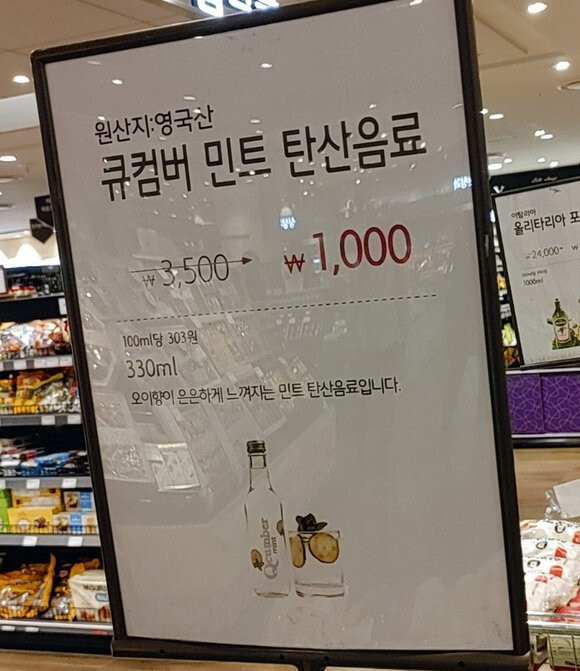 원산지:영국산
큐컴버 민트 탄산음료
₩3,500 ₩1,000
100ml당 303원
330ml
오이향이 은은하게 느껴지는 민트 탄산음료입니다.
Qcumber
mint
이탈리아
올리타리아 포
₩24,000
1000ml